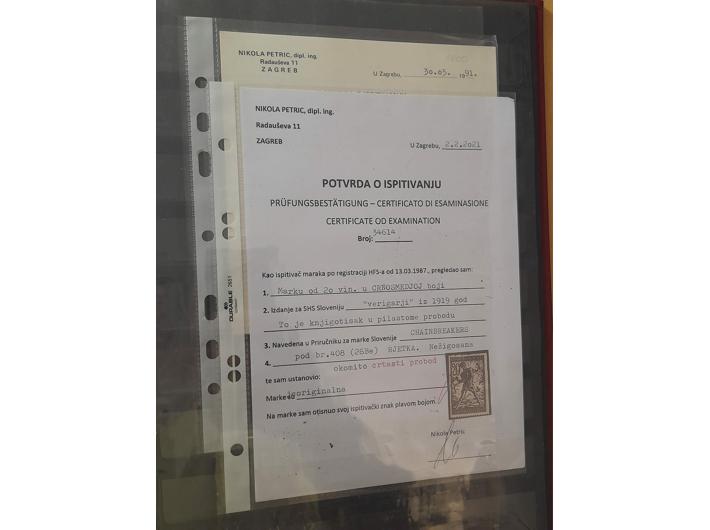 NIKOLA PETRIC, dipl. ing.
Radauševa 11
ZAGREB
U Zagrebu, 30.05. 1991.
NIKOLA PETRIC, dipl. ing.
Radauševa 11
ZAGREB
U Zagrebu, 2.2.2021
POTVRDA O ISPITIVANJU
PRÜFUNGSBESTÄTIGUNG – CERTIFICATO DI ESAMINASIONE
CERTIFICATE OD EXAMINATION
Broj: 34614
Kao ispitivač maraka po registraciji HFS-a od 13.03.1987., pregledao sam:
1. Marku od 2o vin. u CRNOSMEDJOJ boji
2. Izdanje za SHS Sloveniju "verigarji" iz 1919 god
To je knjigotisak u pilastome probodu
3. Navedena u Priručniku za marke Slovenije CHAINBREAKERS
4. pod br.408 (26Be) RJETKA. Nežigosana
okomito crtasti probod
te sam ustanovio:
Marke su originalna
Na marke sam otisnuo svoj ispitivački znak plavom bojom
Nikola Petric
DURABLE 2651
20